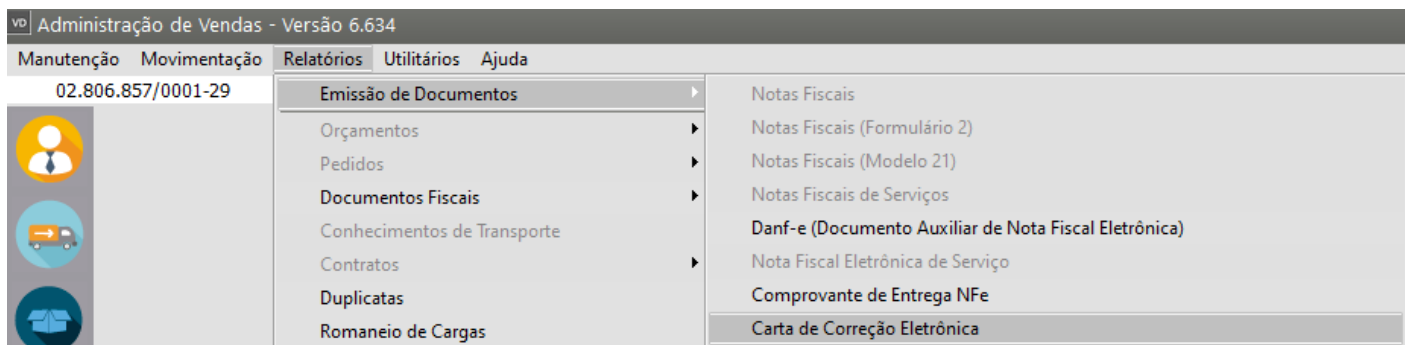 VD Administração de Vendas - Versão 6.634
Manutenção Movimentação Relatórios Utilitários Ajuda
02.806.857/0001-29
Emissão de Documentos
Orçamentos
Pedidos
Documentos Fiscais
Conhecimentos de Transporte
Contratos
Duplicatas
Romaneio de Cargas
Notas Fiscais
Notas Fiscais (Formulário 2)
Notas Fiscais (Modelo 21)
Notas Fiscais de Serviços
Danf-e (Documento Auxiliar de Nota Fiscal Eletrônica)
Nota Fiscal Eletrônica de Serviço
Comprovante de Entrega NFe
Carta de Correção Eletrônica